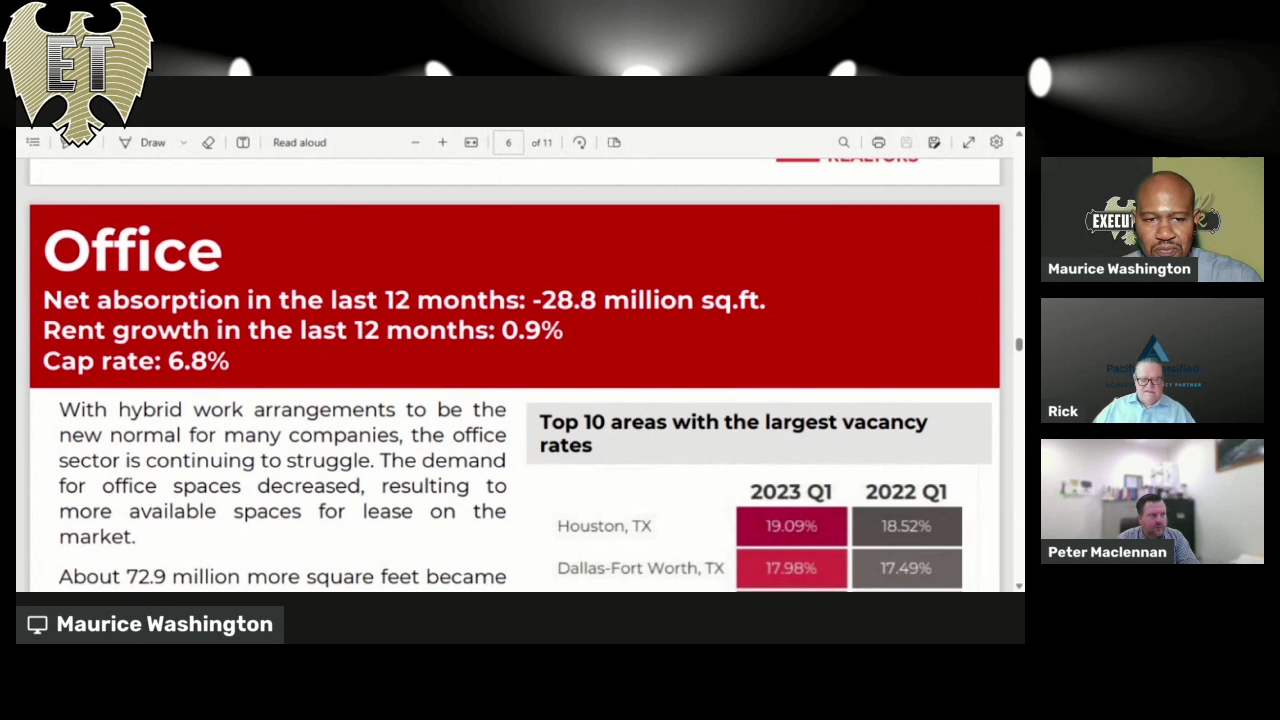 ET
Draw
Read aloud
6
of 11
REALTORS
Office
Net absorption in the last 12 months: -28.8 million sq.ft.
Rent growth in the last 12 months: 0.9%
Cap rate: 6.8%
With hybrid work arrangements to be the
new normal for many companies, the office
sector is continuing to struggle. The demand
for office spaces decreased, resulting to
more available spaces for lease on the
market.
About 72.9 million more square feet became
Top 10 areas with the largest vacancy
rates
2023 Q1 2022 Q1
Houston, TX 19.09% 18.52%
Dallas-Fort Worth, TX 17.98% 17.49%
Maurice Washington
EXECU
Maurice Washington
Rick
Peter Maclennan